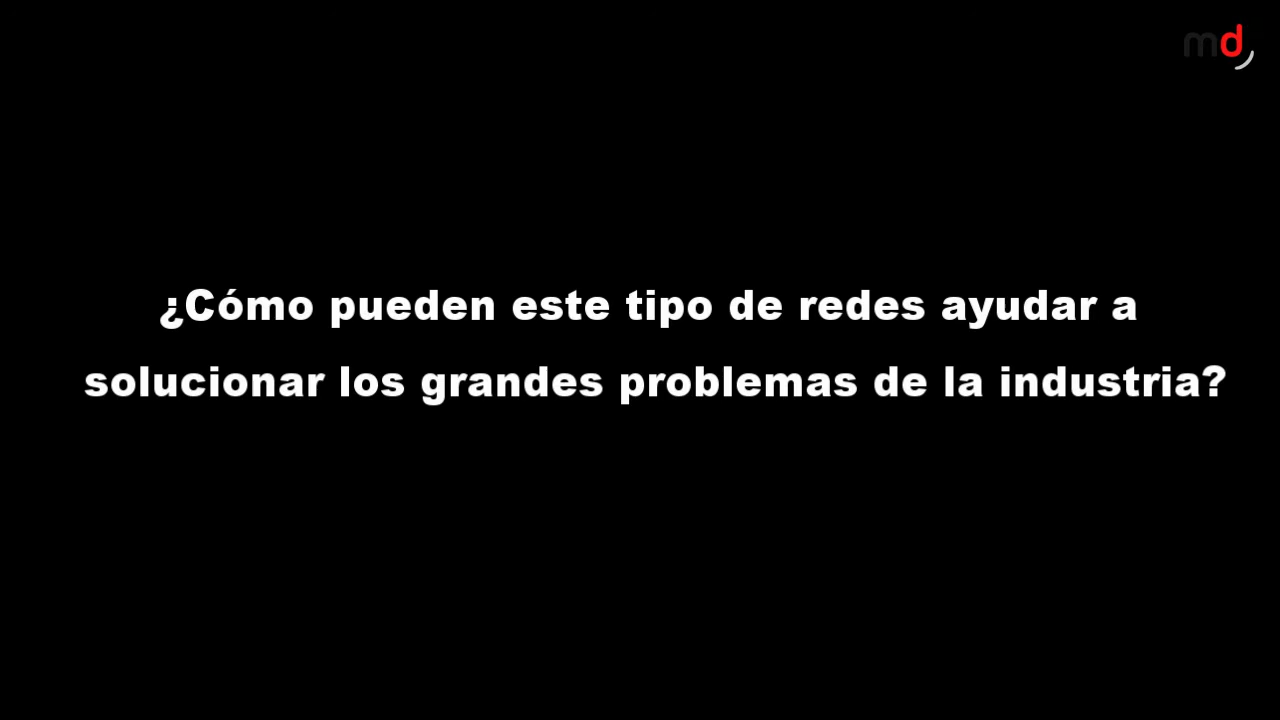 md
¿Cómo pueden este tipo de redes ayudar a
solucionar los grandes problemas de la industria?